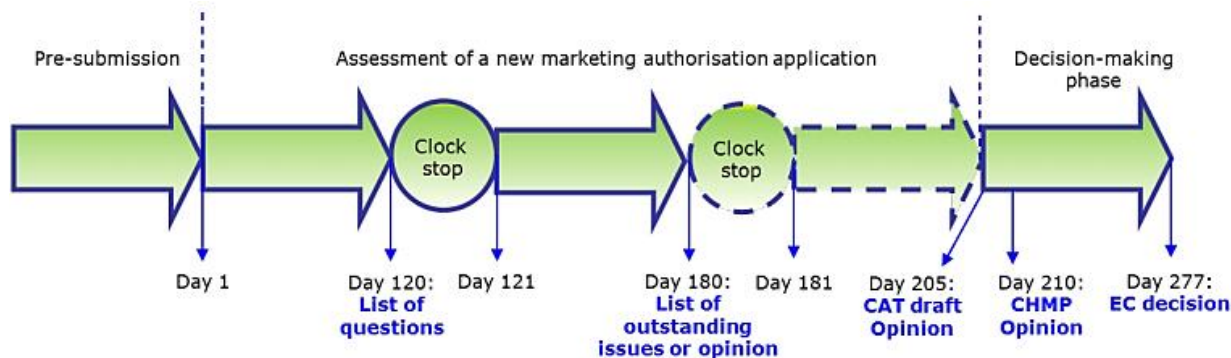 Pre-submission
Assessment of a new marketing authorisation application
Decision-making
phase
Clock
stop
Clock
stop
Day 1
Day 120:
List of
questions
Day 121
Day 180:
List of
outstanding
issues or opinion
Day 181
Day 205:
CAT draft
Opinion
Day 210:
CHMP
Opinion
Day 277:
EC decision